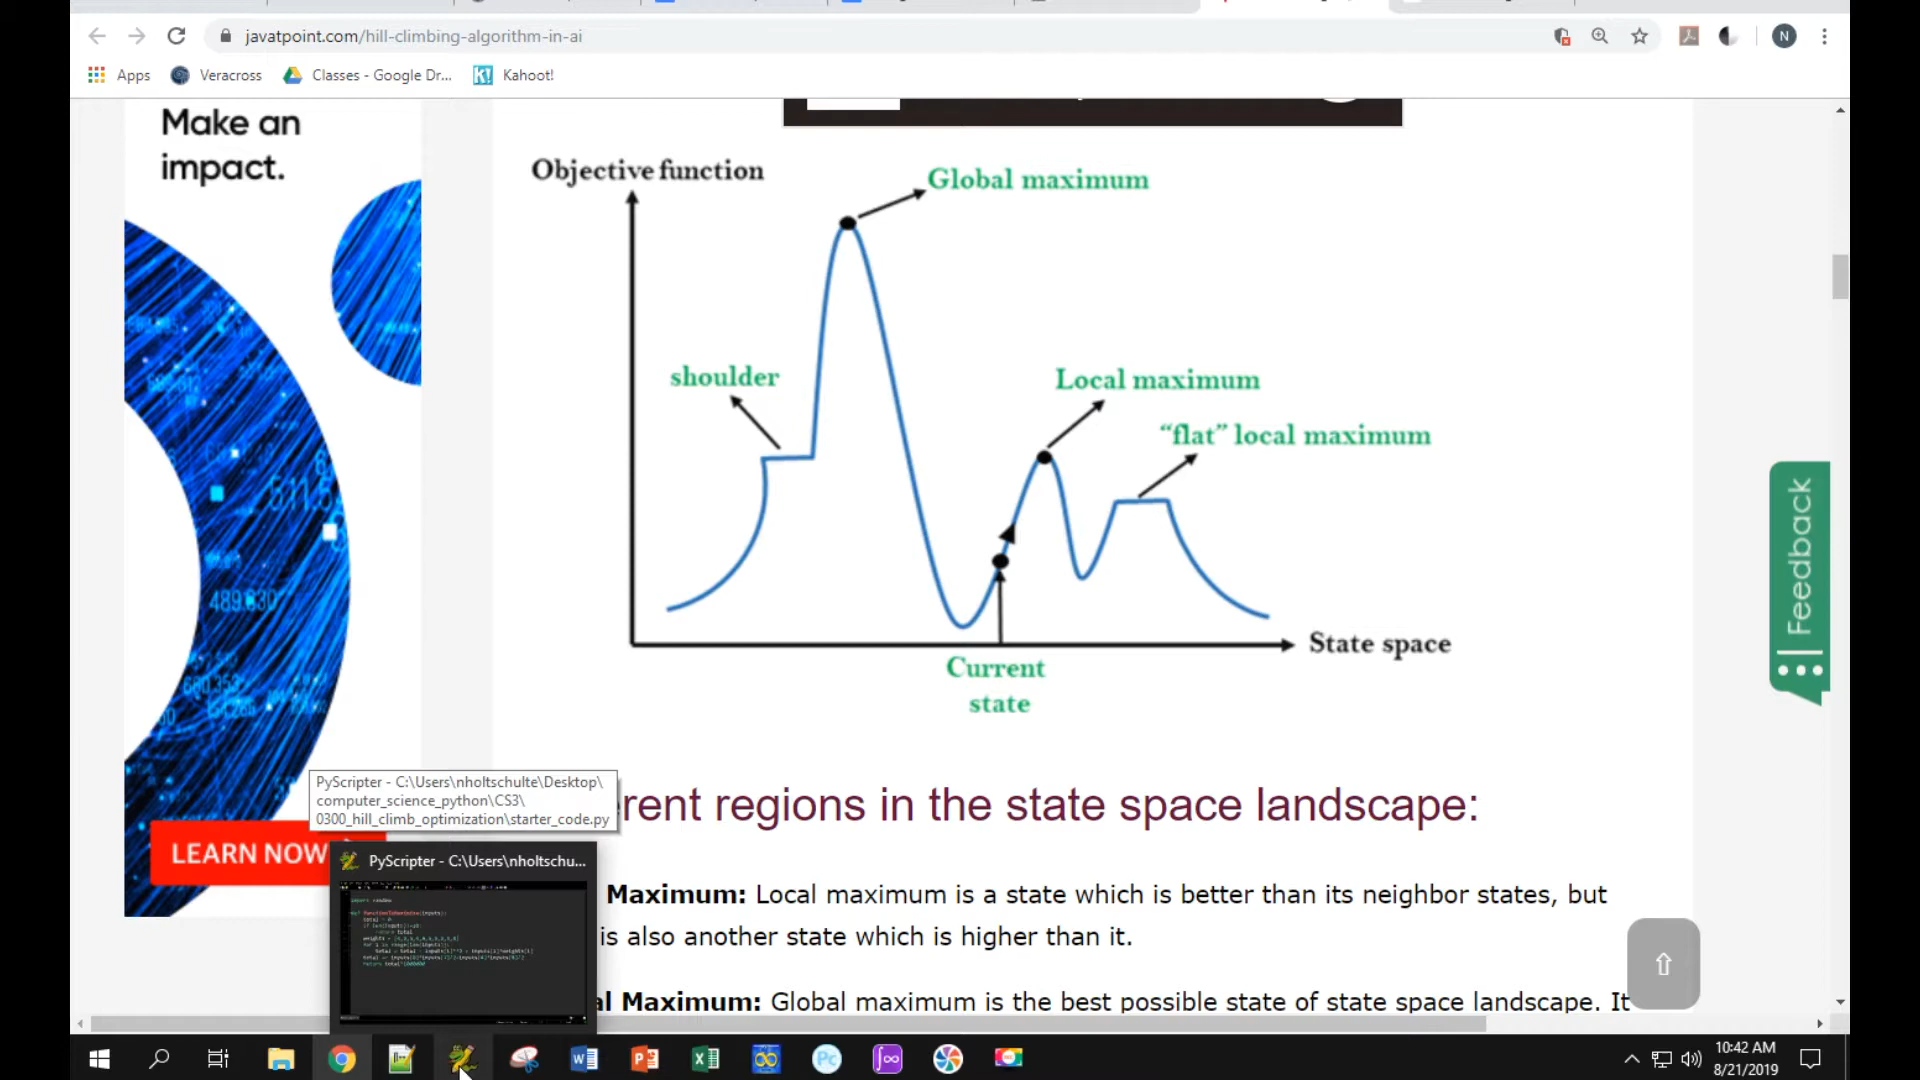 javatpoint.com/hill-climbing-algorithm-in-ai
N
Apps
Veracross
Classes - Google Dr...
K!
Kahoot!
Make an
impact.
LEARN NOW
Objective function
Global maximum
shoulder
Local maximum
"flat" local maximum
State space
Current
state
Feedback
PyScripter - C:\Users\nholtschulte\Desktop\
computer_science_python\CS3\
0300_hill_climb_optimization\starter_code.py
erent regions in the state space landscape:
PyScripter - C:\Users\nholtschu...
Maximum: Local maximum is a state which is better than its neighbor states, but
is also another state which is higher than it.
al Maximum: Global maximum is the best possible state of state space landscape. It
10:42 AM
8/21/2019